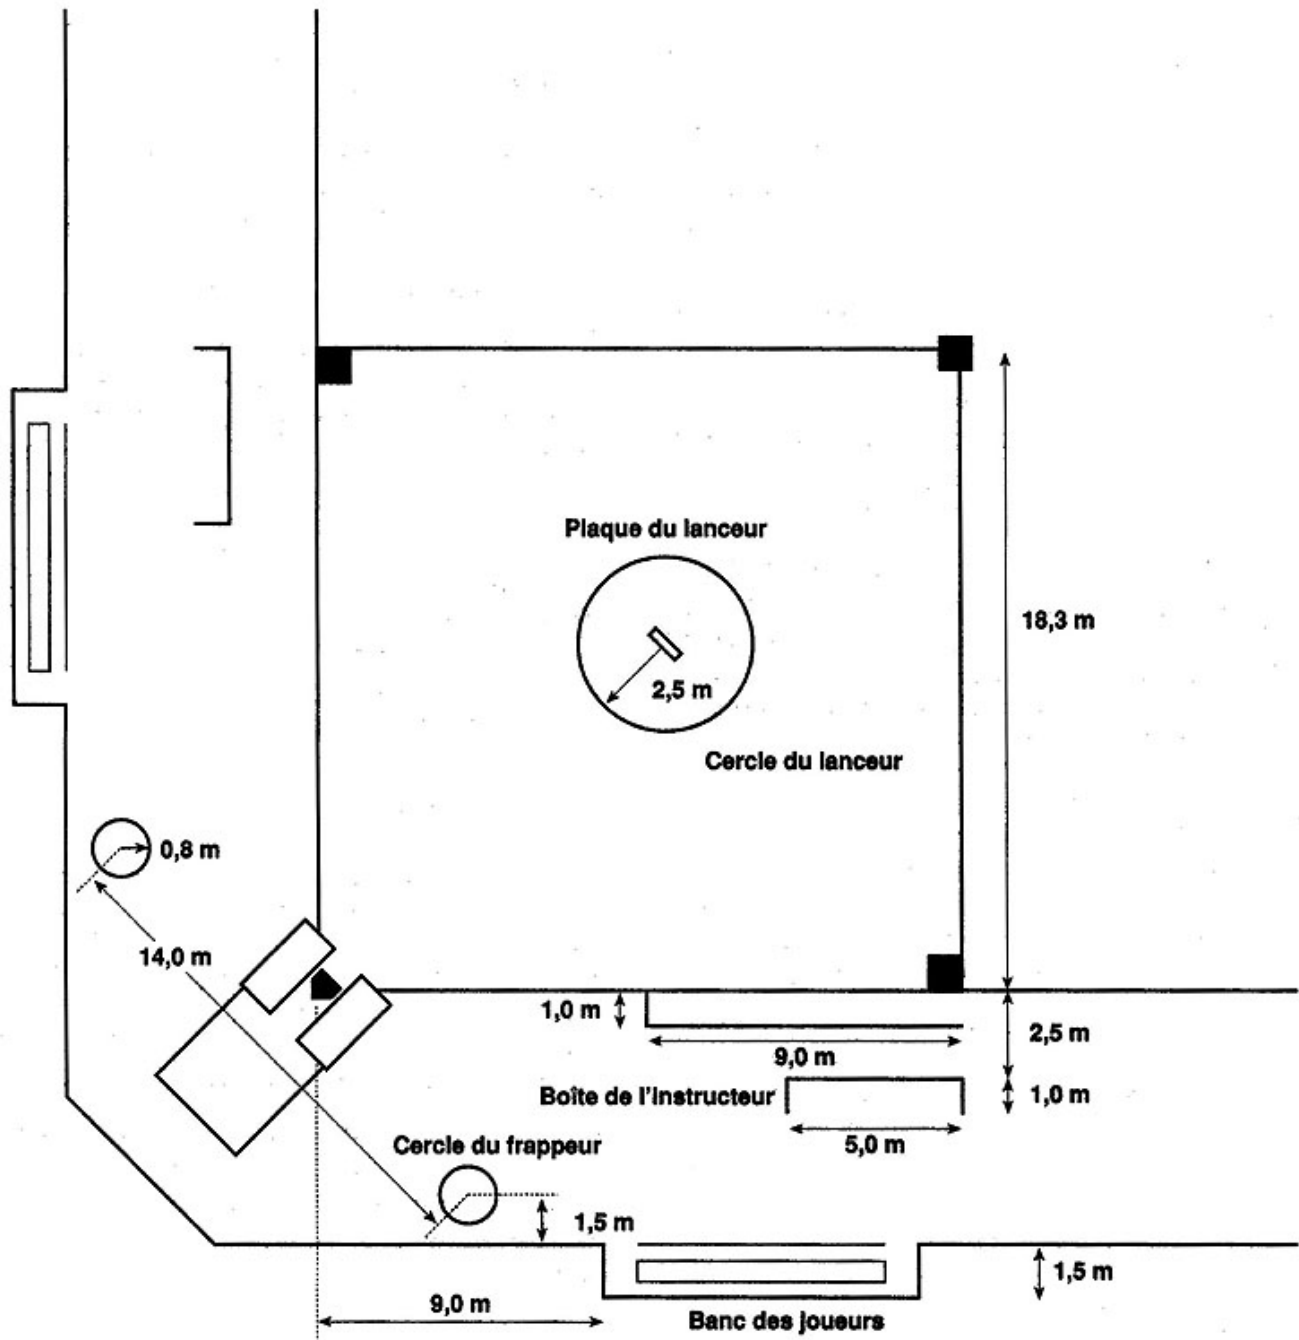 Plaque du lanceur
18,3 m
2,5 m
Cercle du lanceur
0,8 m
14,0 m
1,0 m
2,5 m
9,0 m
Boîte de l'instructeur
1,0 m
5,0 m
Cercle du frappeur
1,5 m
1,5 m
9,0 m
Banc des joueurs